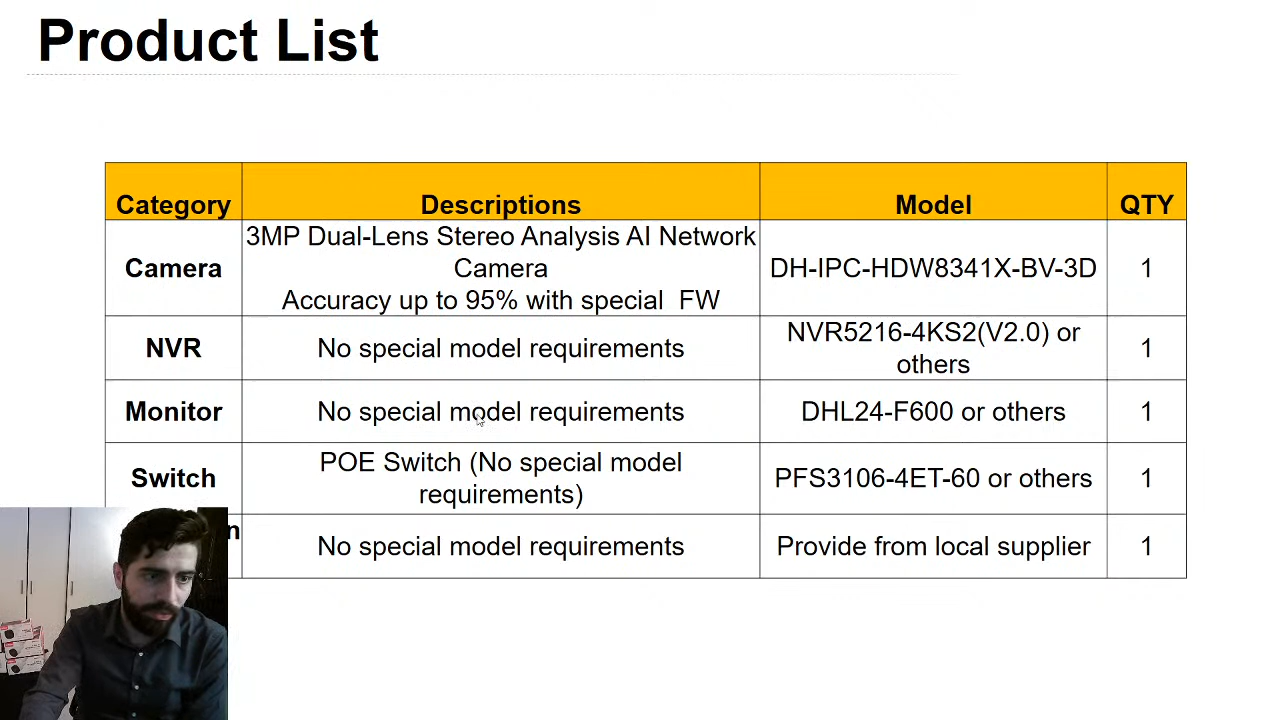 Product List
Category Descriptions Model QTY
3MP Dual-Lens Stereo Analysis AI Network
Camera
Accuracy up to 95% with special FW
Camera
DH-IPC-HDW8341X-BV-3D
1
NVR
No special model requirements
NVR5216-4KS2(V2.0) or
others
1
Monitor
No special model requirements
DHL24-F600 or others
1
Switch
POE Switch (No special model
requirements)
PFS3106-4ET-60 or others
1
No special model requirements
Provide from local supplier
1